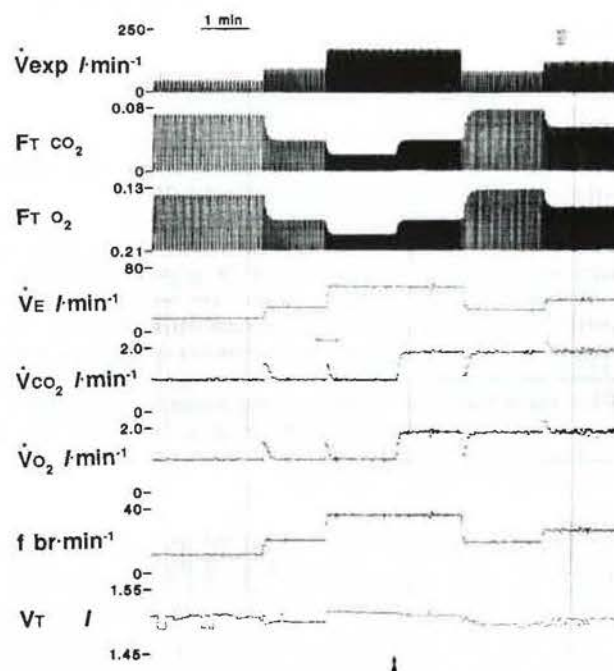 1 min
250
V̇exp l·min⁻¹
0
0.08
FT CO₂
0
0.13
FT O₂
0.21
80
V̇E l·min⁻¹
0
2.0
V̇CO₂ l·min⁻¹
0
2.0
V̇O₂ l·min⁻¹
0
40
f br·min⁻¹
0
1.55
VT l
1.45